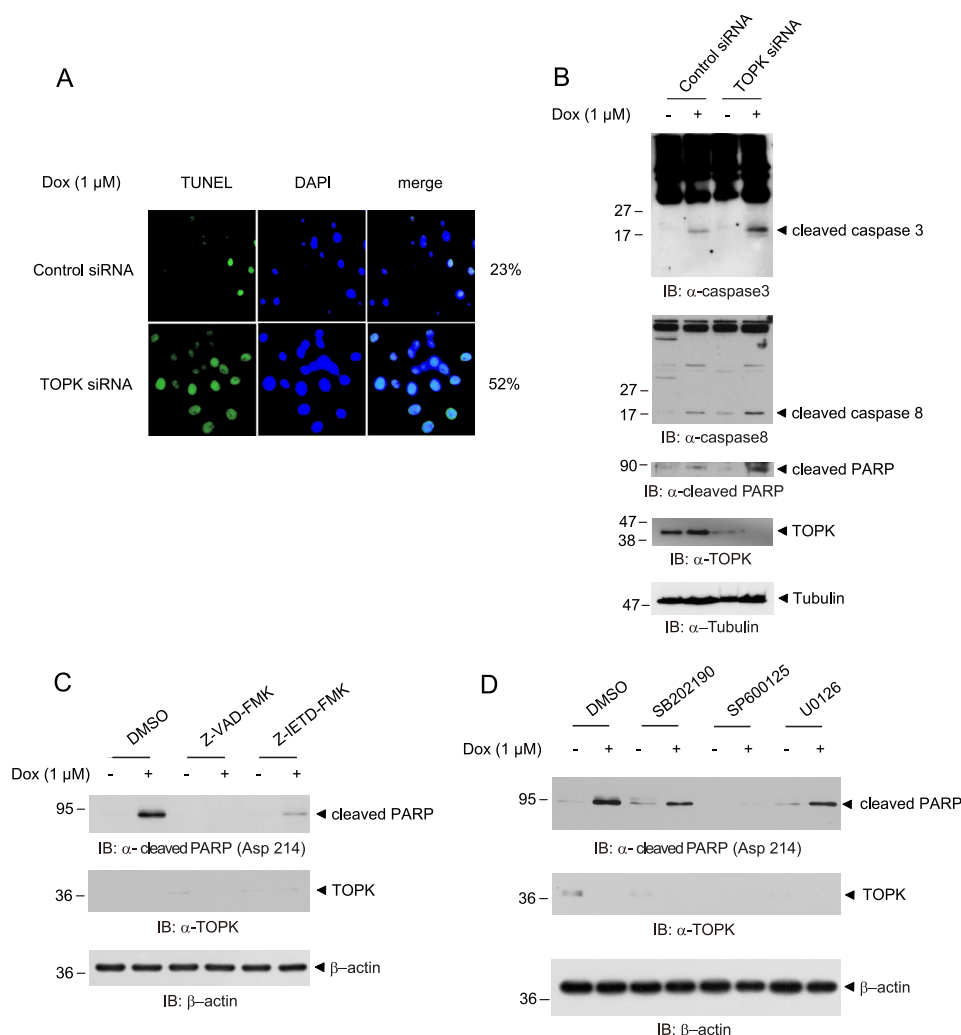 A
Dox (1 µM)
TUNEL
DAPI
merge
Control siRNA
23%
TOPK siRNA
52%
B
Control siRNA
TOPK siRNA
Dox (1 µM)
- + - +
27
17
cleaved caspase 3
IB: α-caspase3
27
17
cleaved caspase 8
IB: α-caspase8
90
cleaved PARP
IB: α-cleaved PARP
47
38
TOPK
IB: α-TOPK
47
Tubulin
IB: α–Tubulin
C
DMSO
Z-VAD-FMK
Z-IETD-FMK
Dox (1 µM)
- + - + - +
95
cleaved PARP
IB: α- cleaved PARP (Asp 214)
36
TOPK
IB: α-TOPK
36
β–actin
IB: β–actin
D
DMSO
SB202190
SP600125
U0126
Dox (1 µM)
- + - + - + - +
95
cleaved PARP
IB: α- cleaved PARP (Asp 214)
36
TOPK
IB: α-TOPK
36
β–actin
IB: β–actin